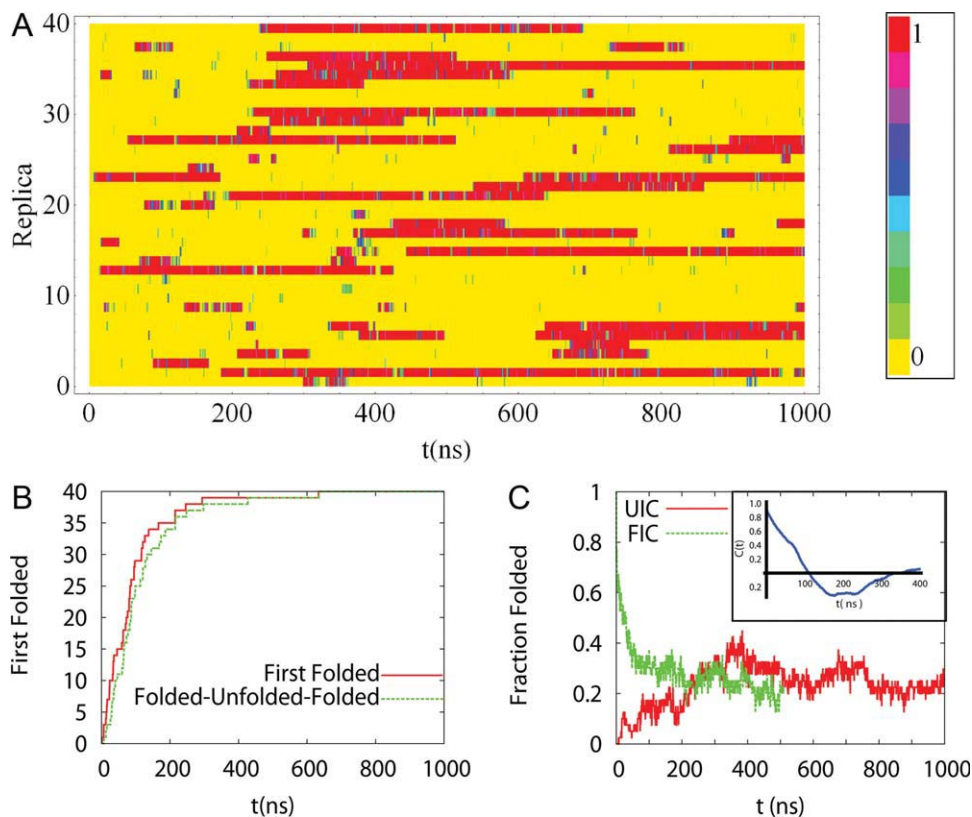 A
40
30
20
10
0
Replica
0 200 400 600 800 1000
t(ns)
1
0
B
40
35
30
25
20
15
10
5
0
First Folded
First Folded
Folded-Unfolded-Folded
0 200 400 600 800 1000
t(ns)
C
1
0.8
0.6
0.4
0.2
0
Fraction Folded
UIC
FIC
1.0
0.8
0.6
0.4
0.2
0.2
C(t)
100 200 300 400
t( ns )
0 200 400 600 800 1000
t (ns)